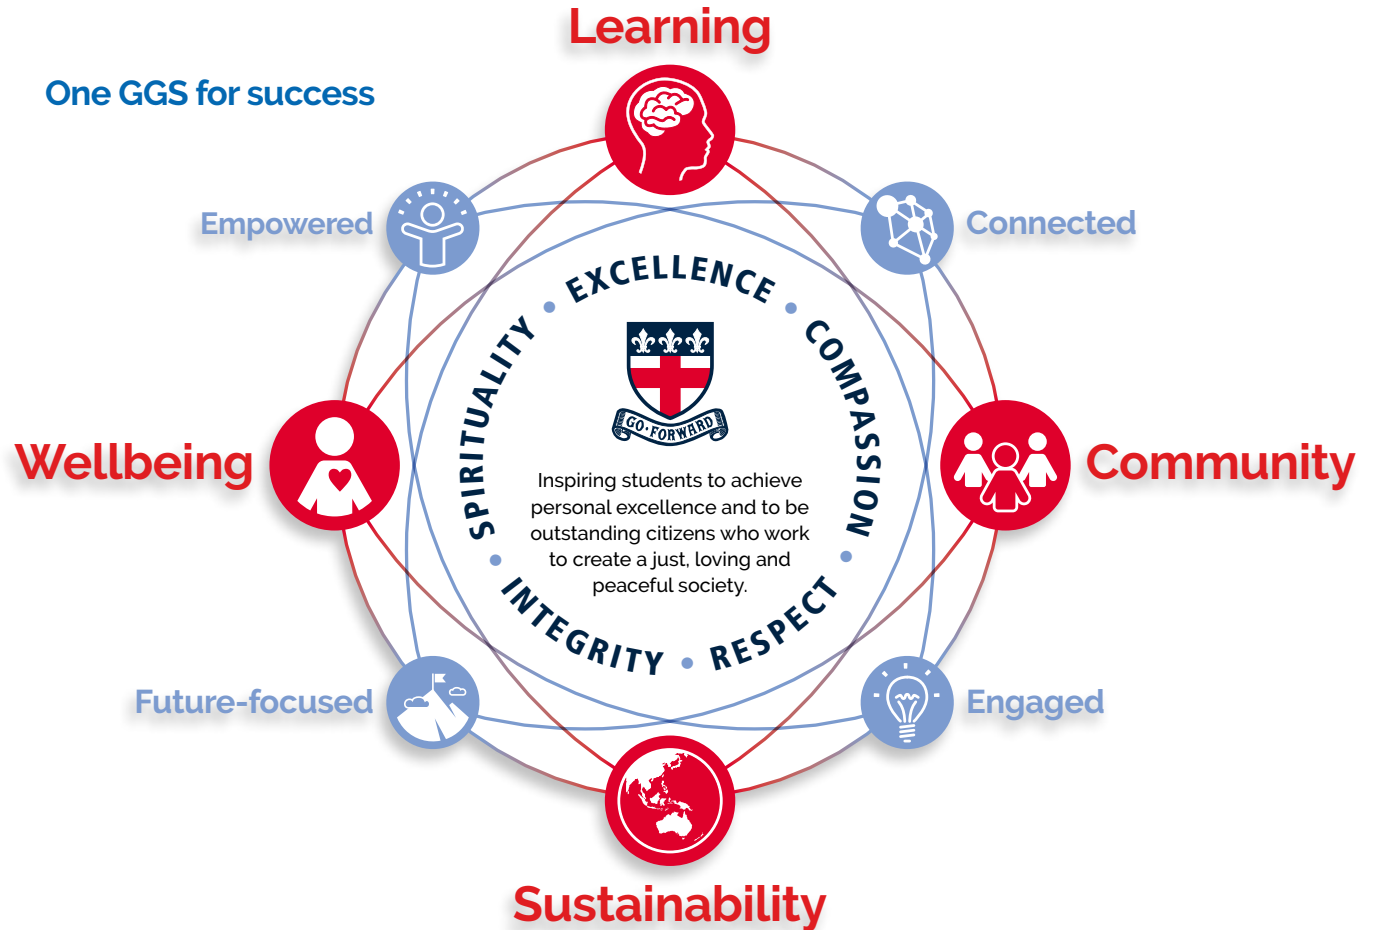 Learning
One GGS for success
Empowered
Connected
EXCELLENCE • COMPASSION • RESPECT • INTEGRITY • SPIRITUALITY •
GO·FORWARD
Wellbeing
Community
Inspiring students to achieve
personal excellence and to be
outstanding citizens who work
to create a just, loving and
peaceful society.
Future-focused
Engaged
Sustainability